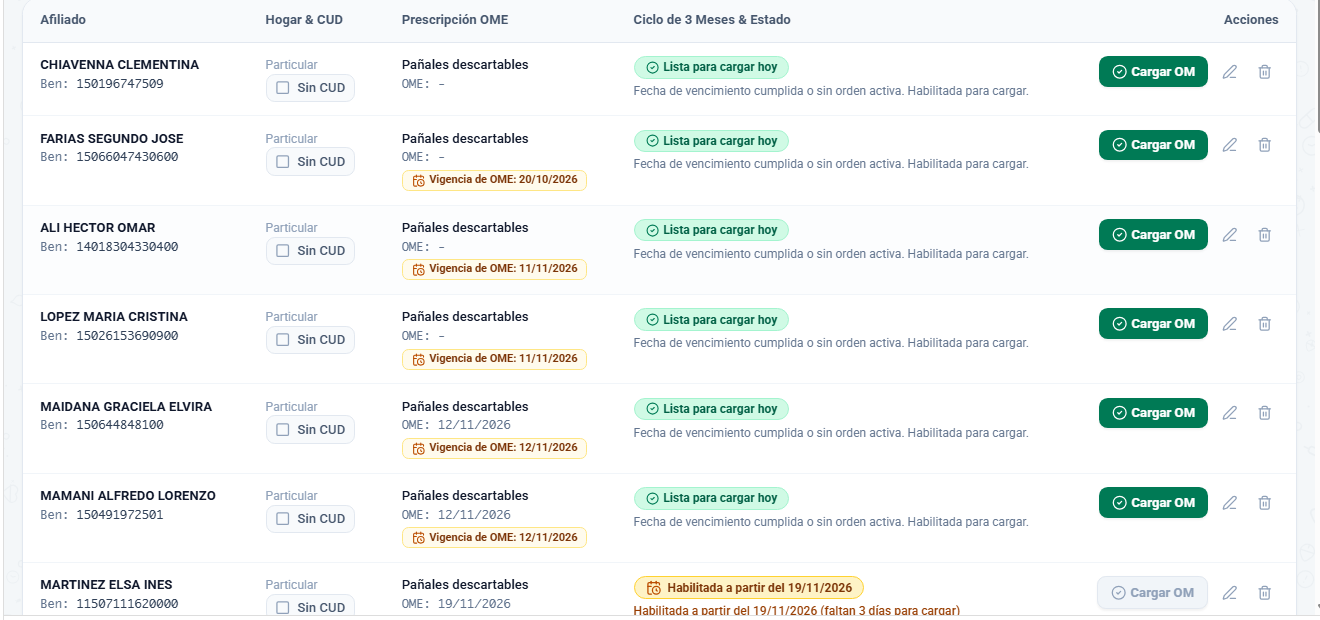 Afiliado Hogar & CUD Prescripción OME Ciclo de 3 Meses & Estado Acciones
CHIAVENNA CLEMENTINA Particular Pañales descartables Lista para cargar hoy Cargar OM
Ben: 150196747509 Sin CUD OME: - Fecha de vencimiento cumplida o sin orden activa. Habilitada para cargar.
FARIAS SEGUNDO JOSE Particular Pañales descartables Lista para cargar hoy Cargar OM
Ben: 15066047430600 Sin CUD OME: - Fecha de vencimiento cumplida o sin orden activa. Habilitada para cargar.
Vigencia de OME: 20/10/2026
ALI HECTOR OMAR Particular Pañales descartables Lista para cargar hoy Cargar OM
Ben: 14018304330400 Sin CUD OME: - Fecha de vencimiento cumplida o sin orden activa. Habilitada para cargar.
Vigencia de OME: 11/11/2026
LOPEZ MARIA CRISTINA Particular Pañales descartables Lista para cargar hoy Cargar OM
Ben: 15026153690900 Sin CUD OME: - Fecha de vencimiento cumplida o sin orden activa. Habilitada para cargar.
Vigencia de OME: 11/11/2026
MAIDANA GRACIELA ELVIRA Particular Pañales descartables Lista para cargar hoy Cargar OM
Ben: 150644848100 Sin CUD OME: 12/11/2026 Fecha de vencimiento cumplida o sin orden activa. Habilitada para cargar.
Vigencia de OME: 12/11/2026
MAMANI ALFREDO LORENZO Particular Pañales descartables Lista para cargar hoy Cargar OM
Ben: 150491972501 Sin CUD OME: 12/11/2026 Fecha de vencimiento cumplida o sin orden activa. Habilitada para cargar.
Vigencia de OME: 12/11/2026
MARTINEZ ELSA INES Particular Pañales descartables Habilitada a partir del 19/11/2026 Cargar OM
Ben: 11507111620000 Sin CUD OME: 19/11/2026 Habilitada a partir del 19/11/2026 (faltan 3 días para cargar)